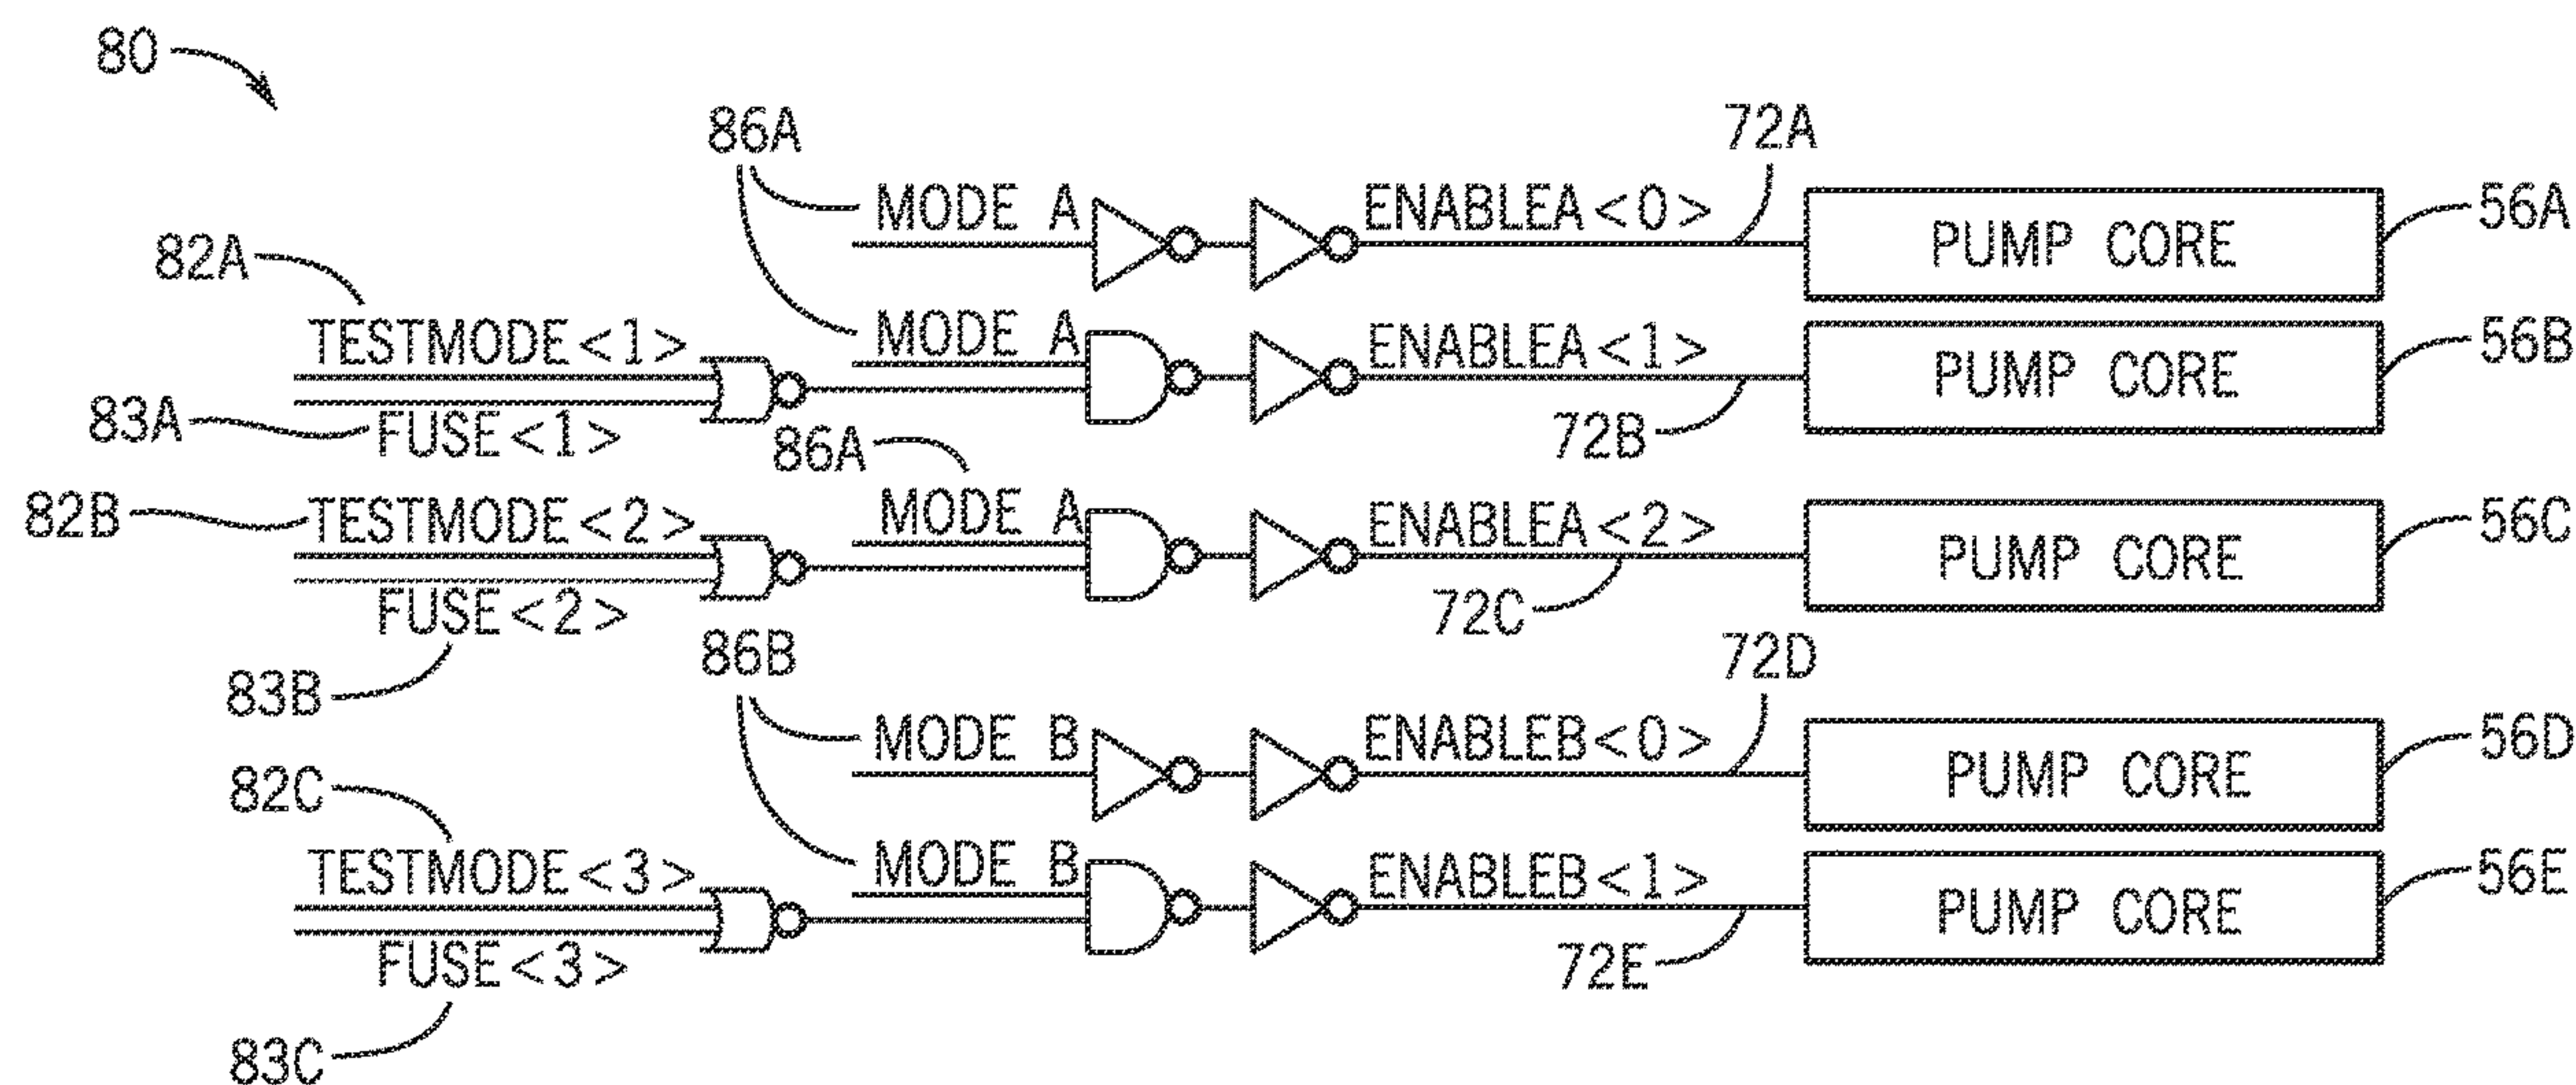 80
86A
72A
MODE A
ENABLEA<0>
PUMP CORE
56A
82A
TESTMODE<1>
MODE A
ENABLEA<1>
PUMP CORE
56B
83A
FUSE<1>
72B
86A
82B
TESTMODE<2>
MODE A
ENABLEA<2>
PUMP CORE
56C
FUSE<2>
72C
83B
86B
72D
MODE B
ENABLEB<0>
PUMP CORE
56D
82C
TESTMODE<3>
MODE B
ENABLEB<1>
PUMP CORE
56E
FUSE<3>
72E
83C